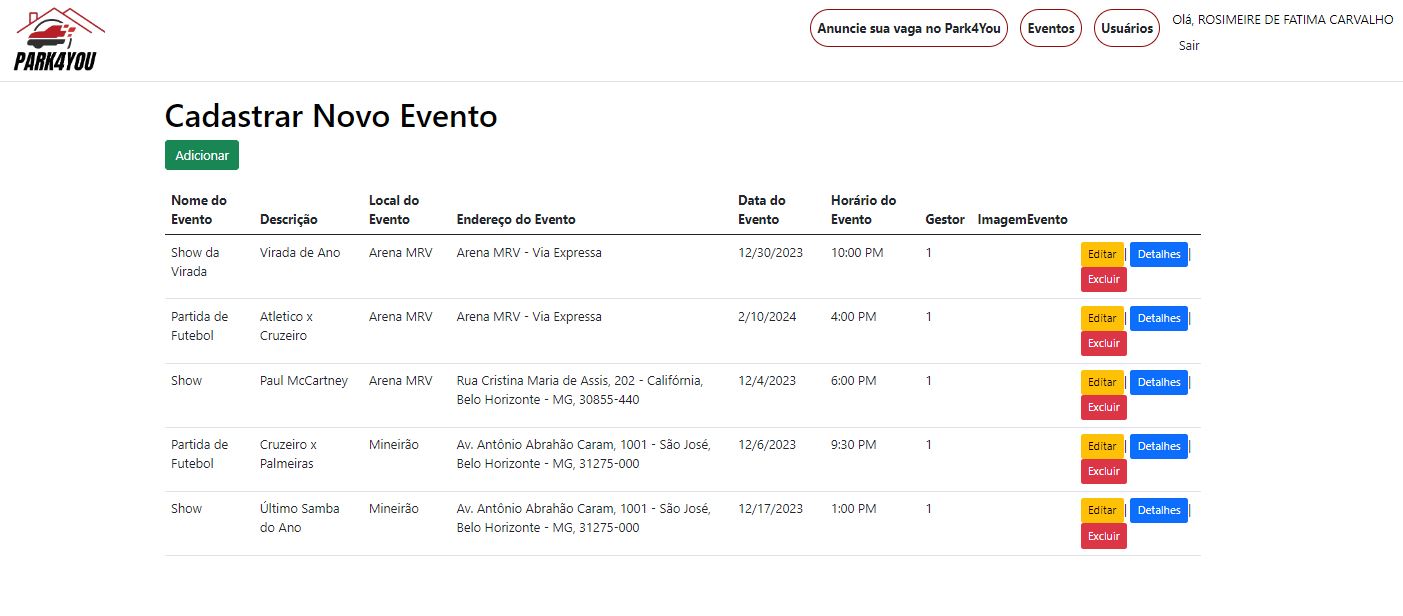 PARK4YOU
Anuncie sua vaga no Park4You
Eventos
Usuários
Olá, ROSIMEIRE DE FATIMA CARVALHO
Sair
Cadastrar Novo Evento
Adicionar
Nome do
Evento
Descrição
Local do
Evento
Endereço do Evento
Data do
Evento
Horário do
Evento
Gestor
ImagemEvento
Show da
Virada
Virada de Ano
Arena MRV
Arena MRV - Via Expressa
12/30/2023
10:00 PM
1
Editar | Detalhes |
Excluir
Partida de
Futebol
Atletico x
Cruzeiro
Arena MRV
Arena MRV - Via Expressa
2/10/2024
4:00 PM
1
Editar | Detalhes |
Excluir
Show
Paul McCartney
Arena MRV
Rua Cristina Maria de Assis, 202 - Califórnia,
Belo Horizonte - MG, 30855-440
12/4/2023
6:00 PM
1
Editar | Detalhes |
Excluir
Partida de
Futebol
Cruzeiro x
Palmeiras
Mineirão
Av. Antônio Abrahão Caram, 1001 - São José,
Belo Horizonte - MG, 31275-000
12/6/2023
9:30 PM
1
Editar | Detalhes |
Excluir
Show
Último Samba
do Ano
Mineirão
Av. Antônio Abrahão Caram, 1001 - São José,
Belo Horizonte - MG, 31275-000
12/17/2023
1:00 PM
1
Editar | Detalhes |
Excluir